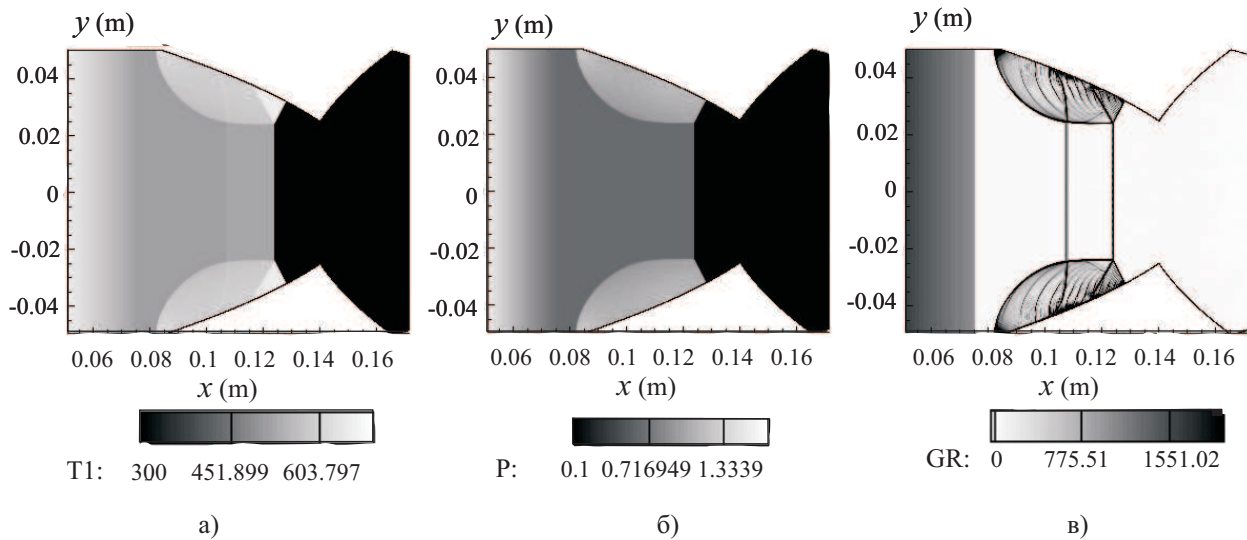 y (m)
y (m)
y (m)
0.04
0.02
0
-0.02
-0.04
0.04
0.02
0
-0.02
-0.04
0.04
0.02
0
-0.02
-0.04
0.06 0.08 0.1 0.12 0.14 0.16
0.06 0.08 0.1 0.12 0.14 0.16
0.06 0.08 0.1 0.12 0.14 0.16
x (m)
x (m)
x (m)
T1: 300 451.899 603.797
P: 0.1 0.716949 1.3339
GR: 0 775.51 1551.02
а)
б)
в)